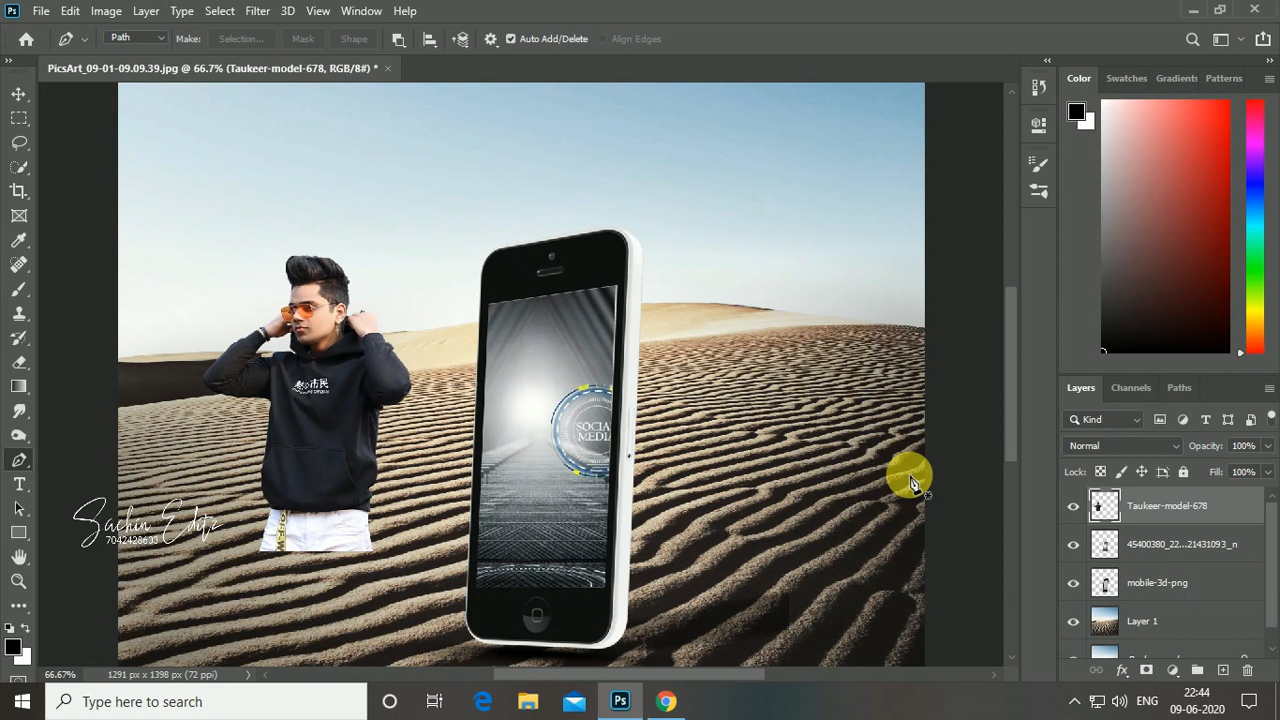 File Edit Image Layer Type Select Filter 3D View Window Help
Path Make: Selection... Mask Shape Auto Add/Delete Align Edges
PicsArt_09-01-09.09.39.jpg @ 66.7% (Taukeer-model-678, RGB/8#) *
Color Swatches Gradients Patterns
市民
SOCIAL
MEDIA
Sachin Editz
7042428633
Layers Channels Paths
Kind
Normal Opacity: 100%
Lock: Fill: 100%
Taukeer-model-678
45400380_22...21431093_n
mobile-3d-png
Layer 1
66.67% 1291 px x 1398 px (72 ppi)
Type here to search
ENG
22:44
09-06-2020